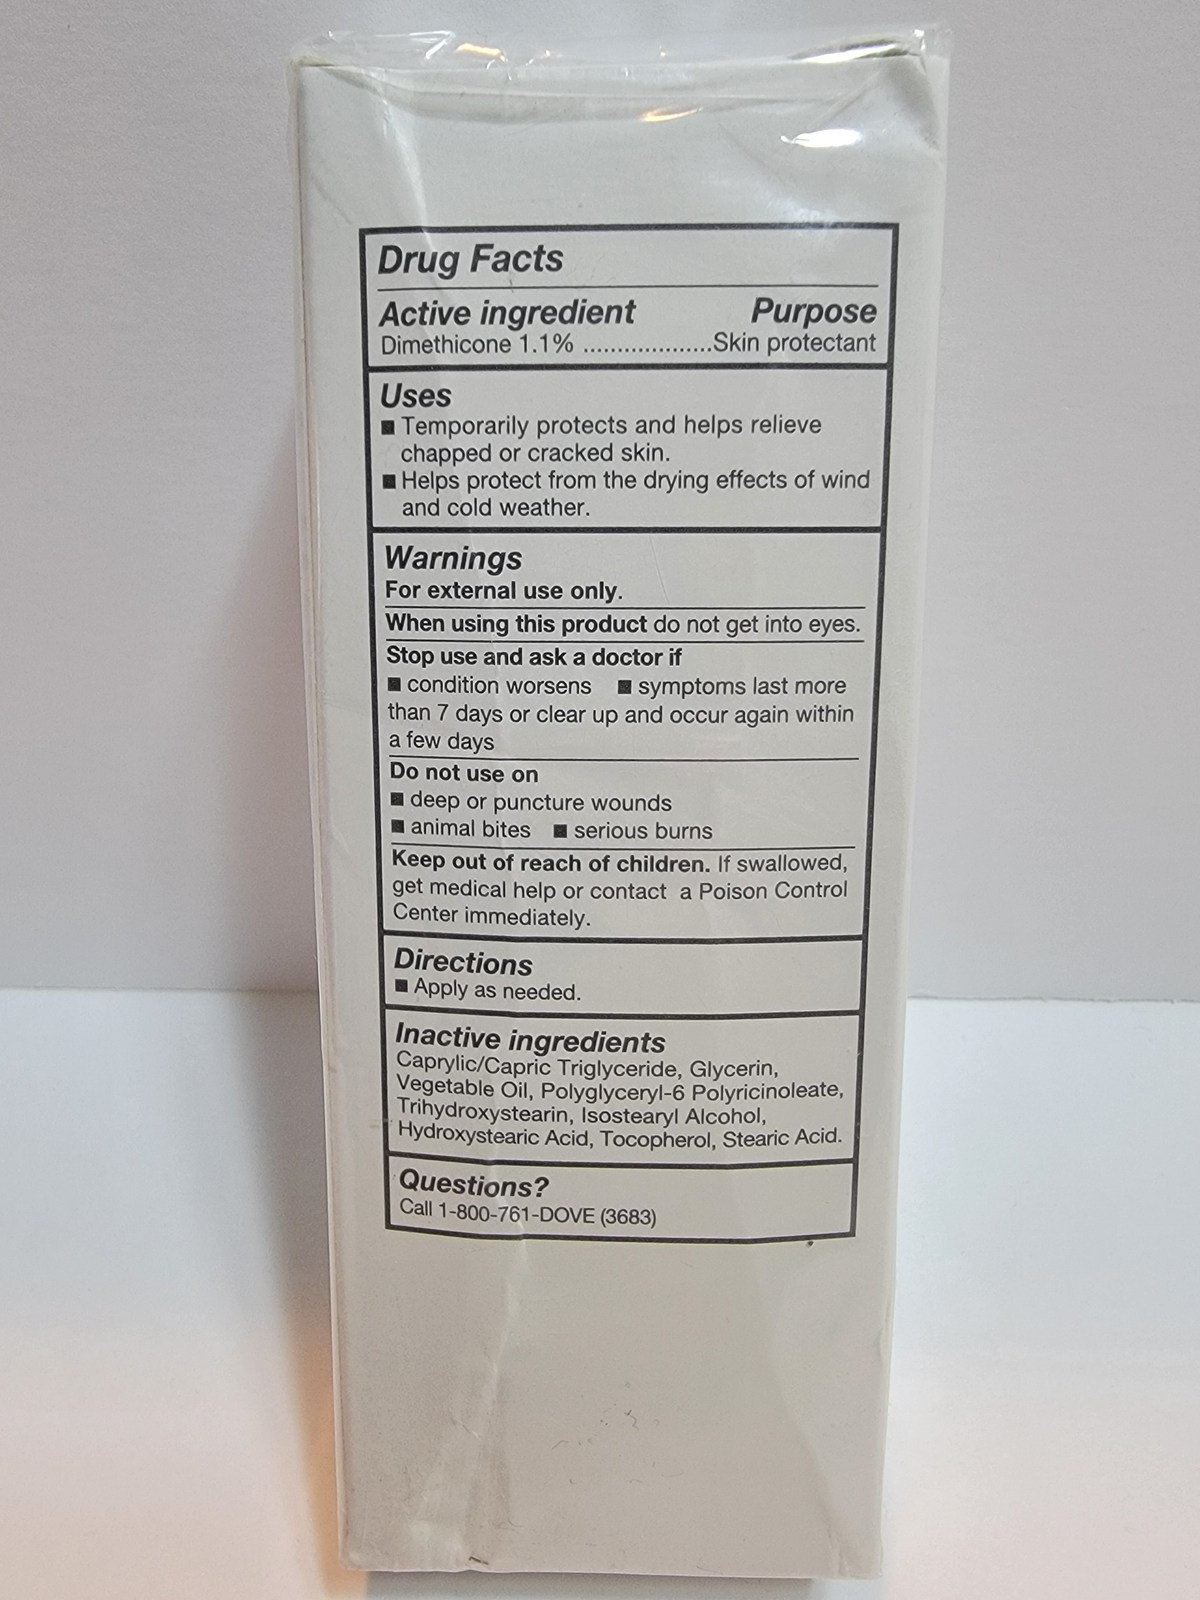 Drug Facts
Active ingredient Purpose
Dimethicone 1.1% ...................Skin protectant
Uses
■ Temporarily protects and helps relieve
chapped or cracked skin.
■ Helps protect from the drying effects of wind
and cold weather.
Warnings
For external use only.
When using this product do not get into eyes.
Stop use and ask a doctor if
■ condition worsens ■ symptoms last more
than 7 days or clear up and occur again within
a few days
Do not use on
■ deep or puncture wounds
■ animal bites ■ serious burns
Keep out of reach of children. If swallowed,
get medical help or contact a Poison Control
Center immediately.
Directions
■ Apply as needed.
Inactive ingredients
Caprylic/Capric Triglyceride, Glycerin,
Vegetable Oil, Polyglyceryl-6 Polyricinoleate,
Trihydroxystearin, Isostearyl Alcohol,
Hydroxystearic Acid, Tocopherol, Stearic Acid.
Questions?
Call 1-800-761-DOVE (3683)